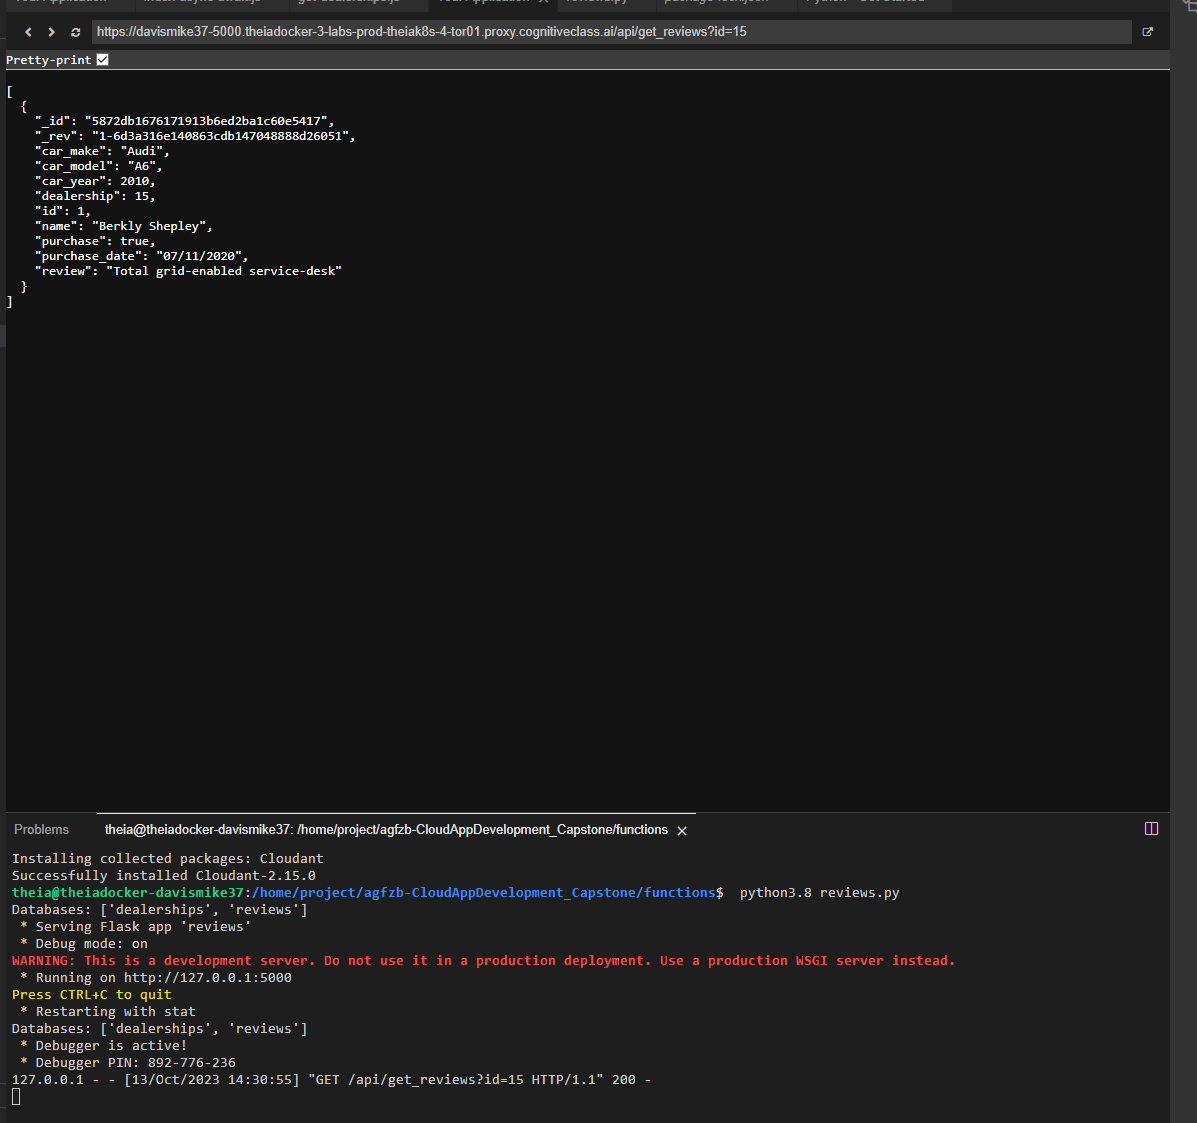 https://davismike37-5000.theiadocker-3-labs-prod-theiak8s-4-tor01.proxy.cognitiveclass.ai/api/get_reviews?id=15
Pretty-print
[
  {
    "_id": "5872db1676171913b6ed2ba1c60e5417",
    "_rev": "1-6d3a316e140863cdb147048888d26051",
    "car_make": "Audi",
    "car_model": "A6",
    "car_year": 2010,
    "dealership": 15,
    "id": 1,
    "name": "Berkly Shepley",
    "purchase": true,
    "purchase_date": "07/11/2020",
    "review": "Total grid-enabled service-desk"
  }
]
Problems theia@theiadocker-davismike37: /home/project/agfzb-CloudAppDevelopment_Capstone/functions
Installing collected packages: Cloudant
Successfully installed Cloudant-2.15.0
theia@theiadocker-davismike37:/home/project/agfzb-CloudAppDevelopment_Capstone/functions$  python3.8 reviews.py
Databases: ['dealerships', 'reviews']
 * Serving Flask app 'reviews'
 * Debug mode: on
WARNING: This is a development server. Do not use it in a production deployment. Use a production WSGI server instead.
 * Running on http://127.0.0.1:5000
Press CTRL+C to quit
 * Restarting with stat
Databases: ['dealerships', 'reviews']
 * Debugger is active!
 * Debugger PIN: 892-776-236
127.0.0.1 - - [13/Oct/2023 14:30:55] "GET /api/get_reviews?id=15 HTTP/1.1" 200 -